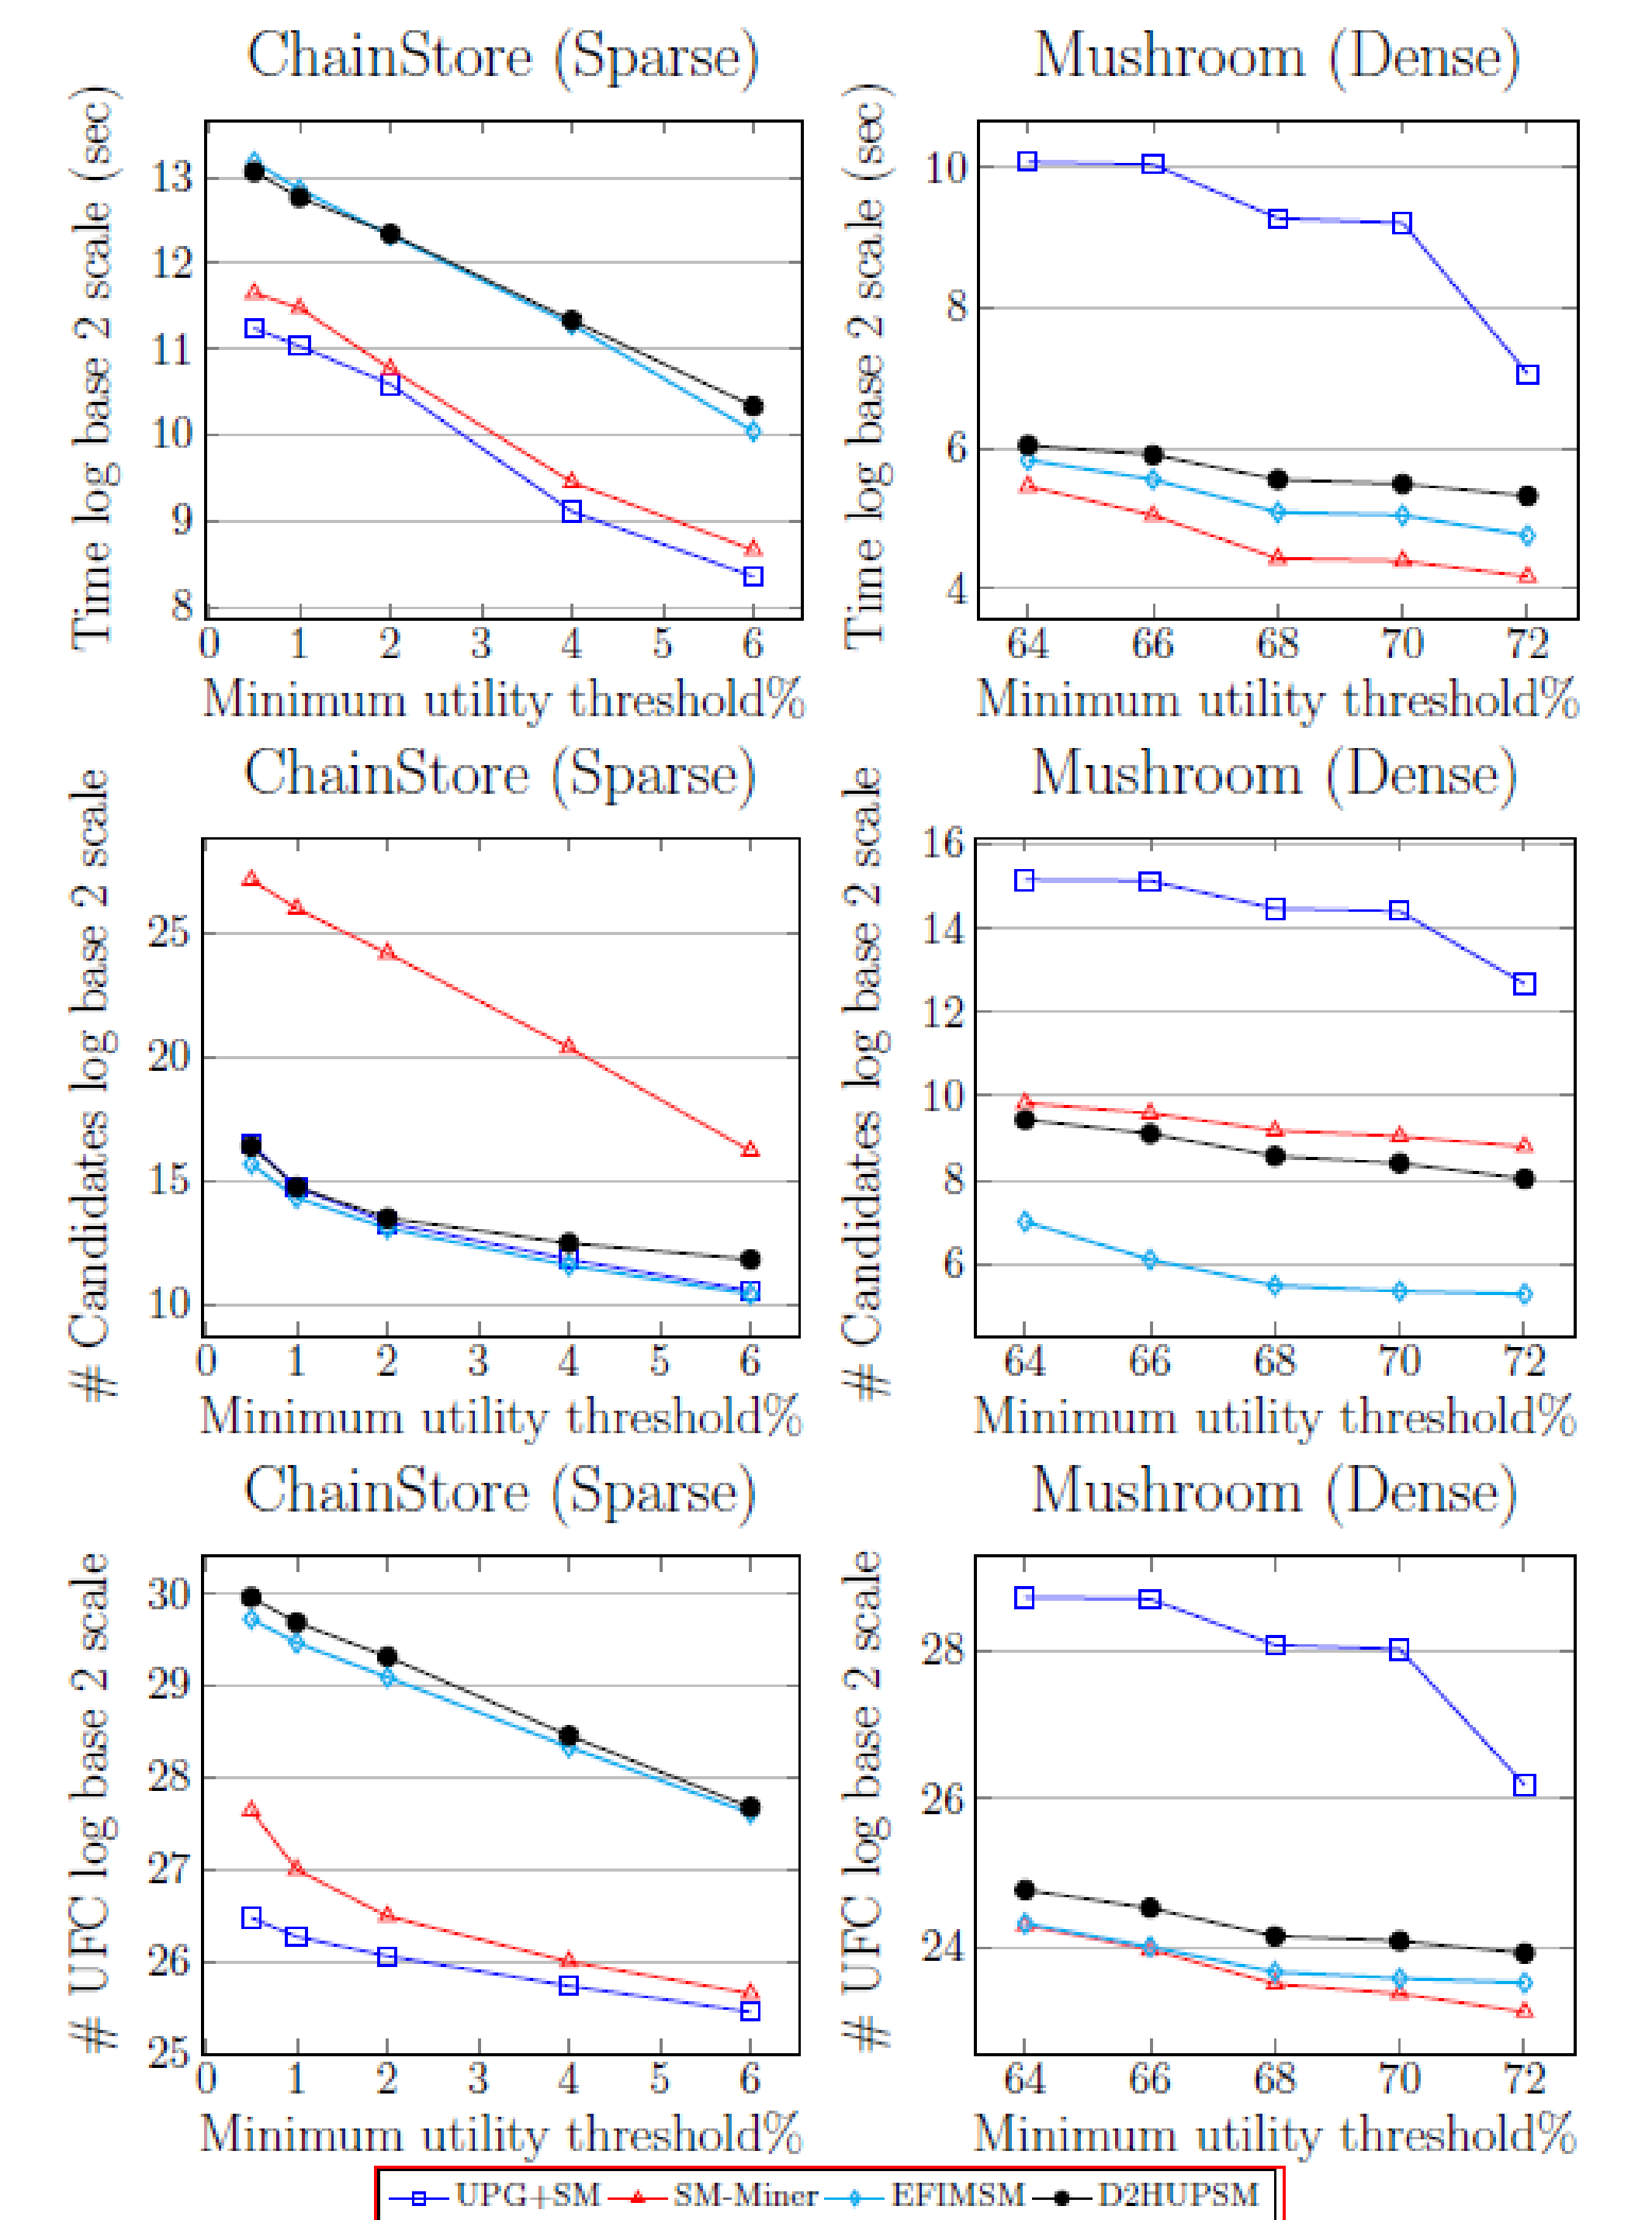 ChainStore (Sparse)
Time log base 2 scale (sec)
13
12
11
10
9
8
0 1 2 3 4 5 6
Minimum utility threshold%
Mushroom (Dense)
Time log base 2 scale (sec)
10
8
6
4
64 66 68 70 72
Minimum utility threshold%
ChainStore (Sparse)
# Candidates log base 2 scale
25
20
15
10
0 1 2 3 4 5 6
Minimum utility threshold%
Mushroom (Dense)
# Candidates log base 2 scale
16
14
12
10
8
6
64 66 68 70 72
Minimum utility threshold%
ChainStore (Sparse)
# UFC log base 2 scale
30
29
28
27
26
25
0 1 2 3 4 5 6
Minimum utility threshold%
Mushroom (Dense)
# UFC log base 2 scale
28
26
24
64 66 68 70 72
Minimum utility threshold%
UPG+SM SM-Miner EFIMSM D2HUPSM